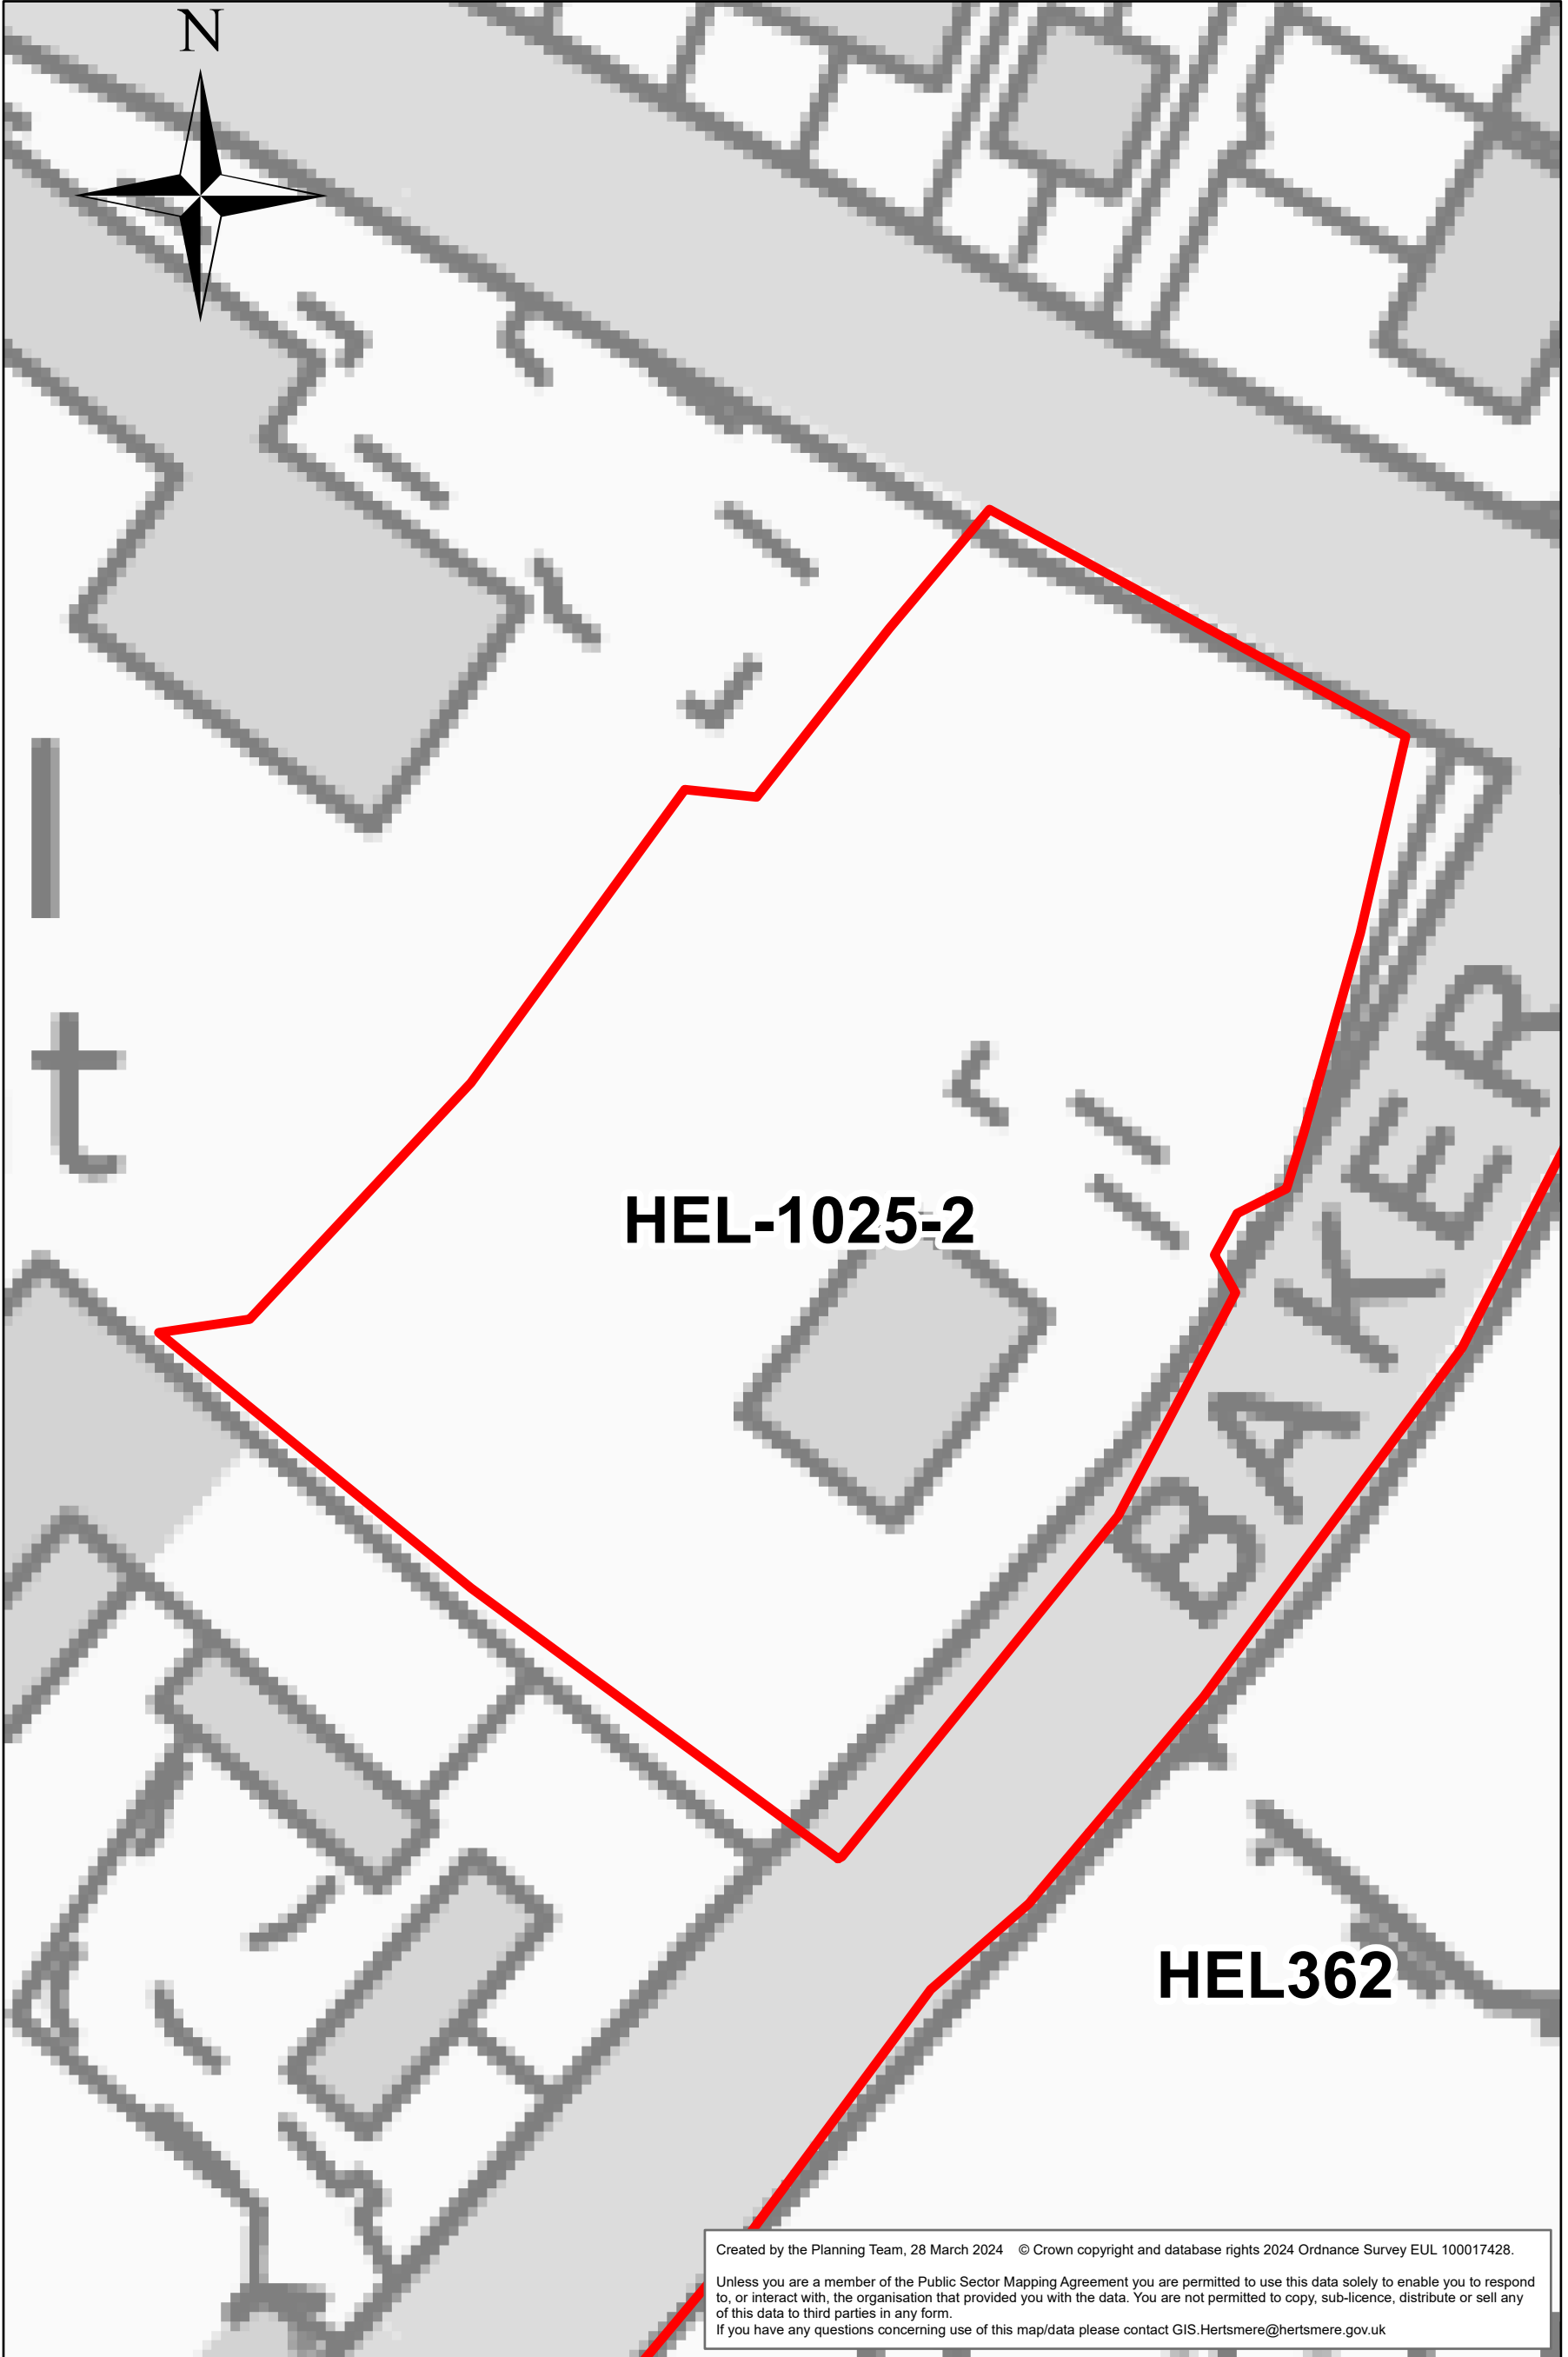 N
l
t
BAKER
HEL-1025-2
HEL362
Created by the Planning Team, 28 March 2024 © Crown copyright and database rights 2024 Ordnance Survey EUL 100017428.
Unless you are a member of the Public Sector Mapping Agreement you are permitted to use this data solely to enable you to respond
to, or interact with, the organisation that provided you with the data. You are not permitted to copy, sub-licence, distribute or sell any
of this data to third parties in any form.
If you have any questions concerning use of this map/data please contact GIS.Hertsmere@hertsmere.gov.uk